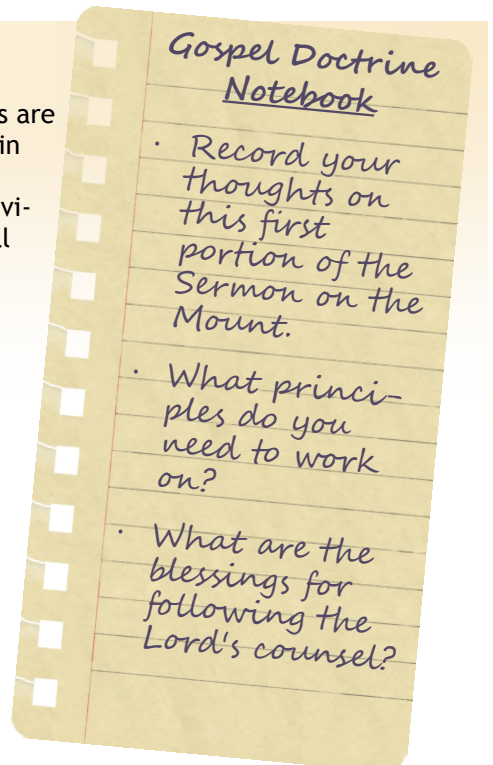 s are
in
vi-
ll
Gospel Doctrine
Notebook
· Record your
thoughts on
this first
portion of the
Sermon on the
Mount.
· What princi-
ples do you
need to work
on?
· What are the
blessings for
following the
Lord's counsel?